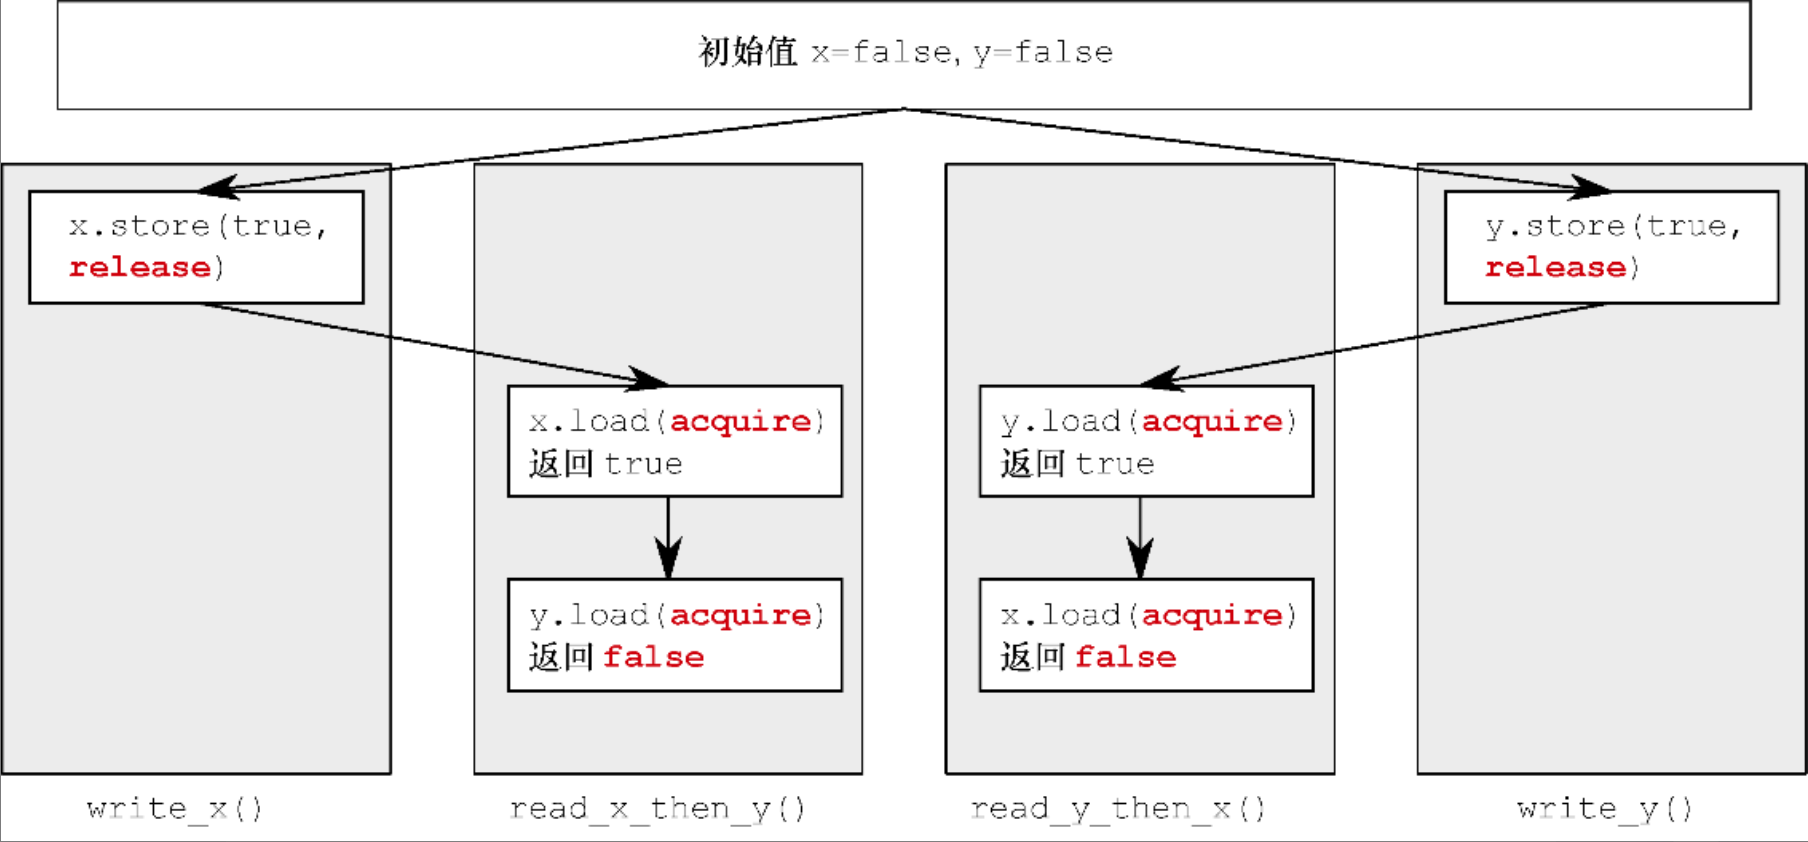 初始值 x=false, y=false
x.store(true,
release)
x.load(acquire)
返回 true
y.load(acquire)
返回 false
y.load(acquire)
返回 true
x.load(acquire)
返回 false
y.store(true,
release)
write_x()
read_x_then_y()
read_y_then_x()
write_y()